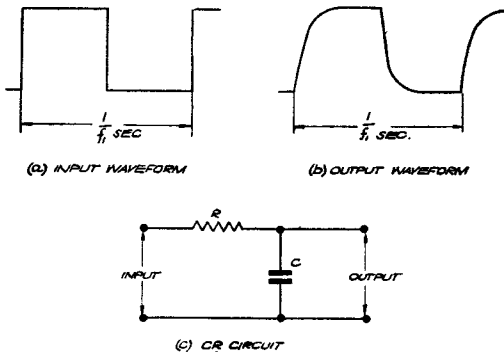 1/f₁ SEC
1/f₁ SEC.
(a) INPUT WAVEFORM
(b) OUTPUT WAVEFORM
R
INPUT
C
OUTPUT
(c) CR CIRCUIT